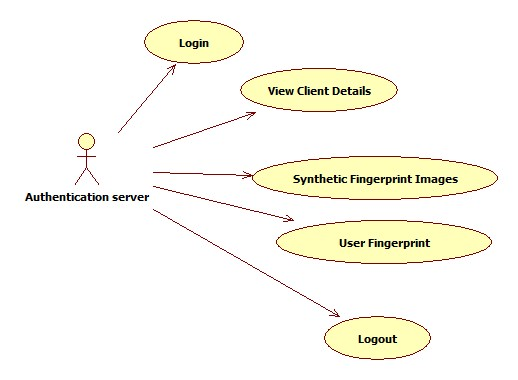 Login
View Client Details
Authentication server
Synthetic Fingerprint Images
User Fingerprint
Logout